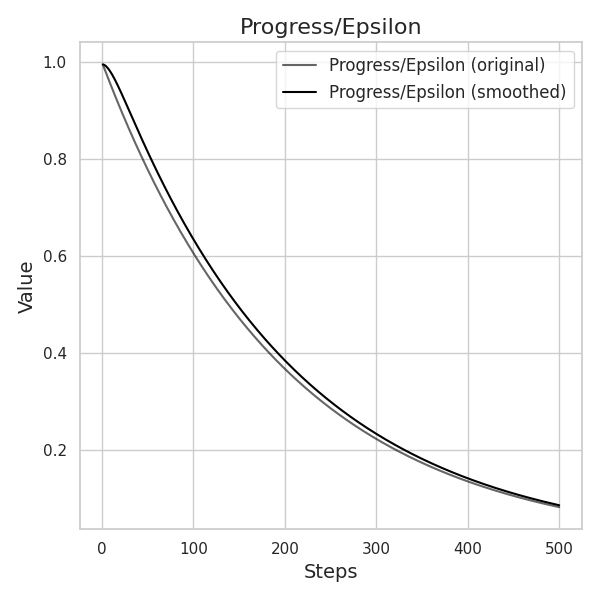 Progress/Epsilon
Progress/Epsilon (original)
Progress/Epsilon (smoothed)
1.0
0.8
0.6
0.4
0.2
Value
0 100 200 300 400 500
Steps